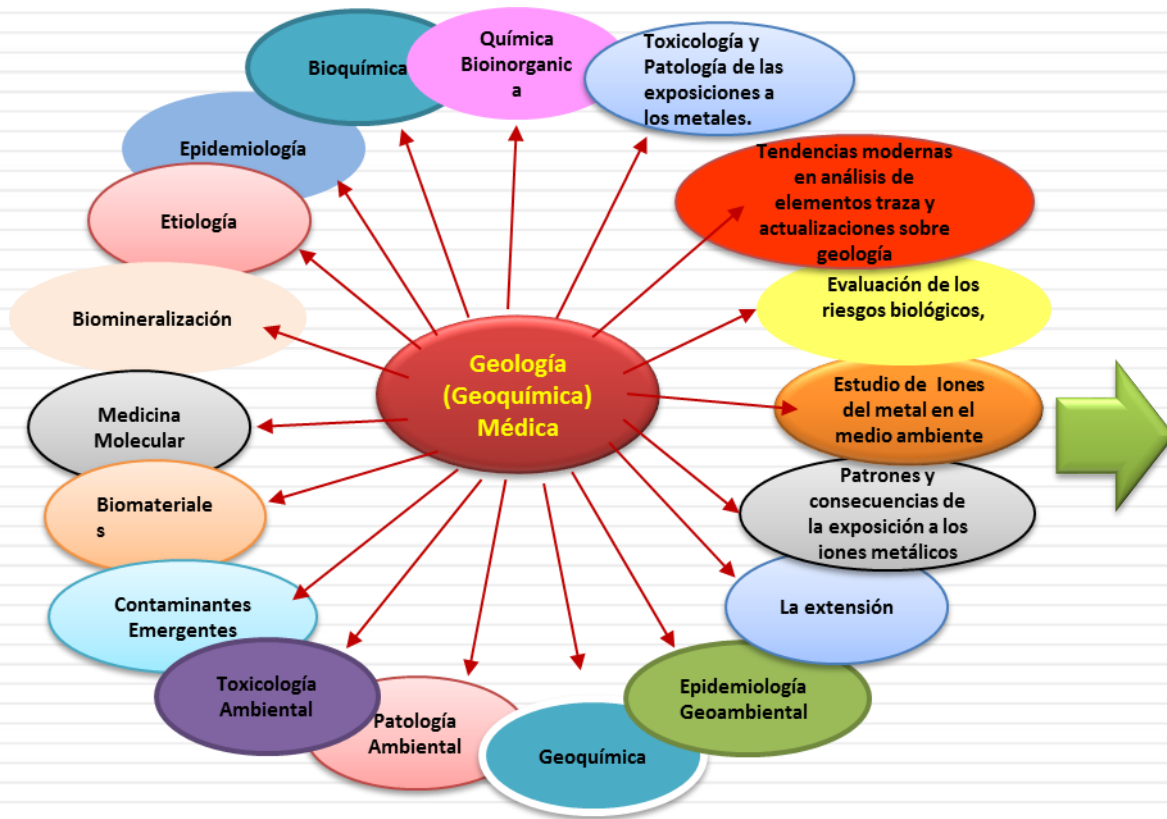 Química
Bioinorganic
a
Toxicología y
Patología de las
exposiciones a
los metales.
Bioquímica
Tendencias modernas
en análisis de
elementos traza y
actualizaciones sobre
geología
Epidemiología
Etiología
Evaluación de los
riesgos biológicos,
Biomineralización
Geología
(Geoquímica)
Médica
Estudio de Iones
del metal en el
medio ambiente
Medicina
Molecular
Patrones y
consecuencias de
la exposición a los
iones metálicos
Biomateriale
s
La extensión
Contaminantes
Emergentes
Epidemiología
Geoambiental
Toxicología
Ambiental
Patología
Ambiental
Geoquímica